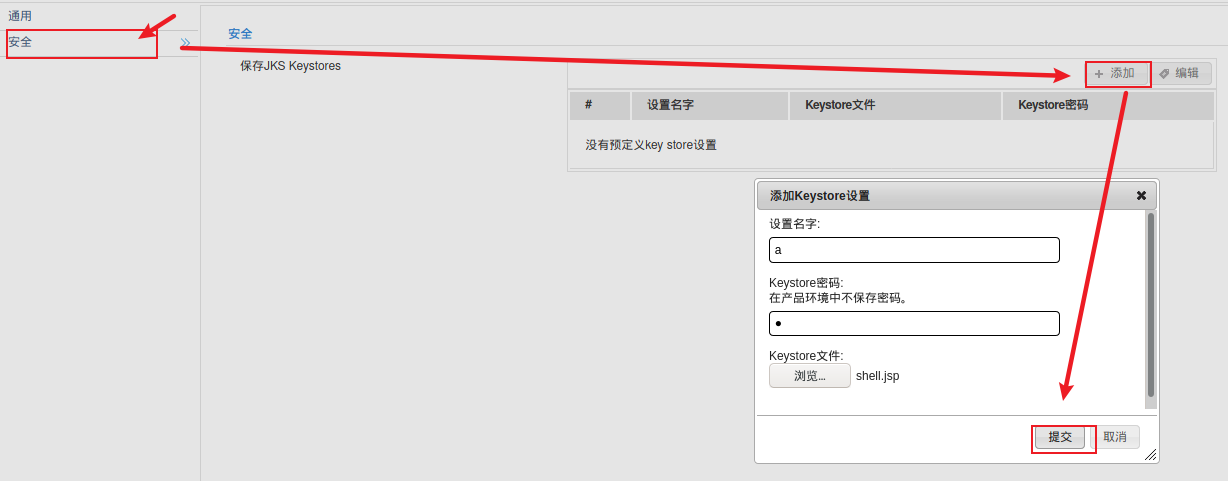 通用
安全
安全
保存JKS Keystores
添加 编辑
# 设置名字 Keystore文件 Keystore密码
没有预定义key store设置
添加Keystore设置
设置名字:
a
Keystore密码:
在产品环境中不保存密码。
Keystore文件:
浏览... shell.jsp
提交 取消